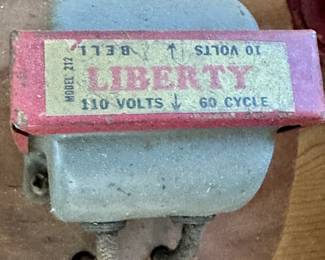 BELL ↑ 10 VOLTS
MODEL 212
LIBERTY
110 VOLTS ↓ 60 CYCLE